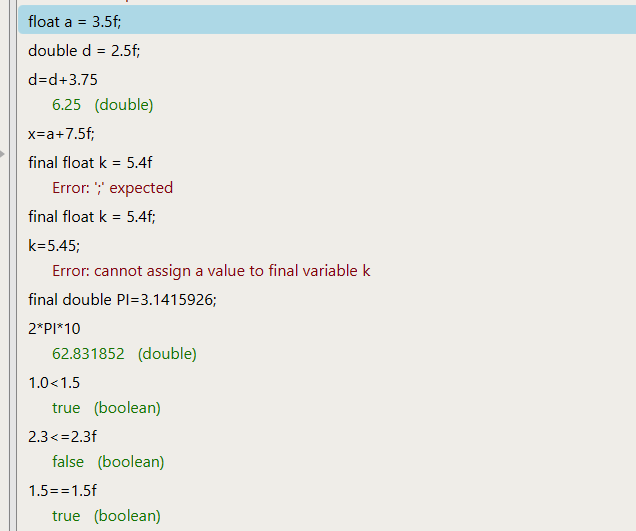 float a = 3.5f;
double d = 2.5f;
d=d+3.75
6.25 (double)
x=a+7.5f;
final float k = 5.4f
Error: ';' expected
final float k = 5.4f;
k=5.45;
Error: cannot assign a value to final variable k
final double PI=3.1415926;
2*PI*10
62.831852 (double)
1.0<1.5
true (boolean)
2.3<=2.3f
false (boolean)
1.5==1.5f
true (boolean)